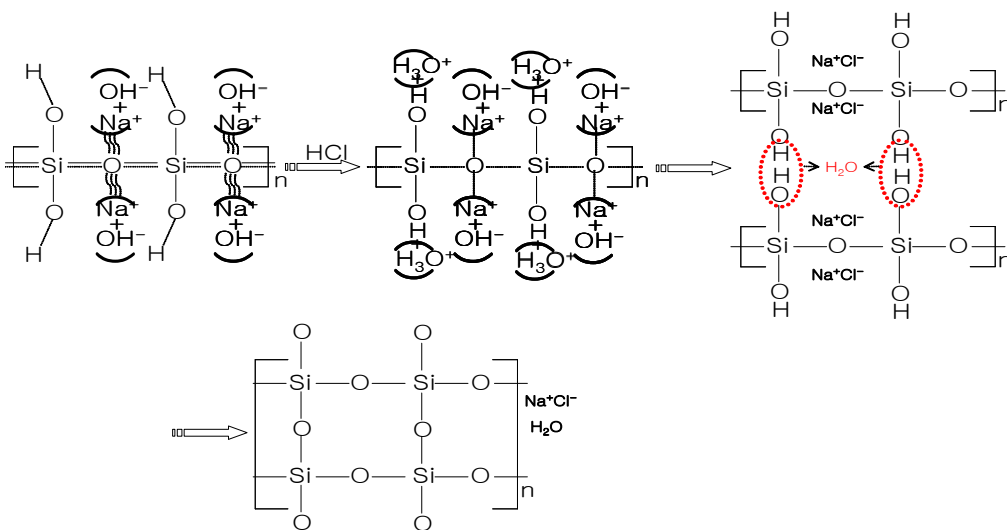 H OH⁻ H OH⁻
+ +
Na⁺ Na⁺
O O
Si O Si O n
O O
Na⁺ Na⁺
H + H +
OH⁻ OH⁻
HCl
H₃O⁺ OH⁻ H₃O⁺ OH⁻
+ + + +
H Na⁺ H Na⁺
O O
Si O Si O n
O O
H Na⁺ H Na⁺
+ + + +
H₃O⁺ OH⁻ H₃O⁺ OH⁻
H H
O Na⁺Cl⁻ O
Si O Si O n
Na⁺Cl⁻
O O
H H
H₂O
H H
O O
Na⁺Cl⁻
Si O Si O n
Na⁺Cl⁻
O O
H H
O O
Si O Si O
Na⁺Cl⁻
O O H₂O
Si O Si O n
O O